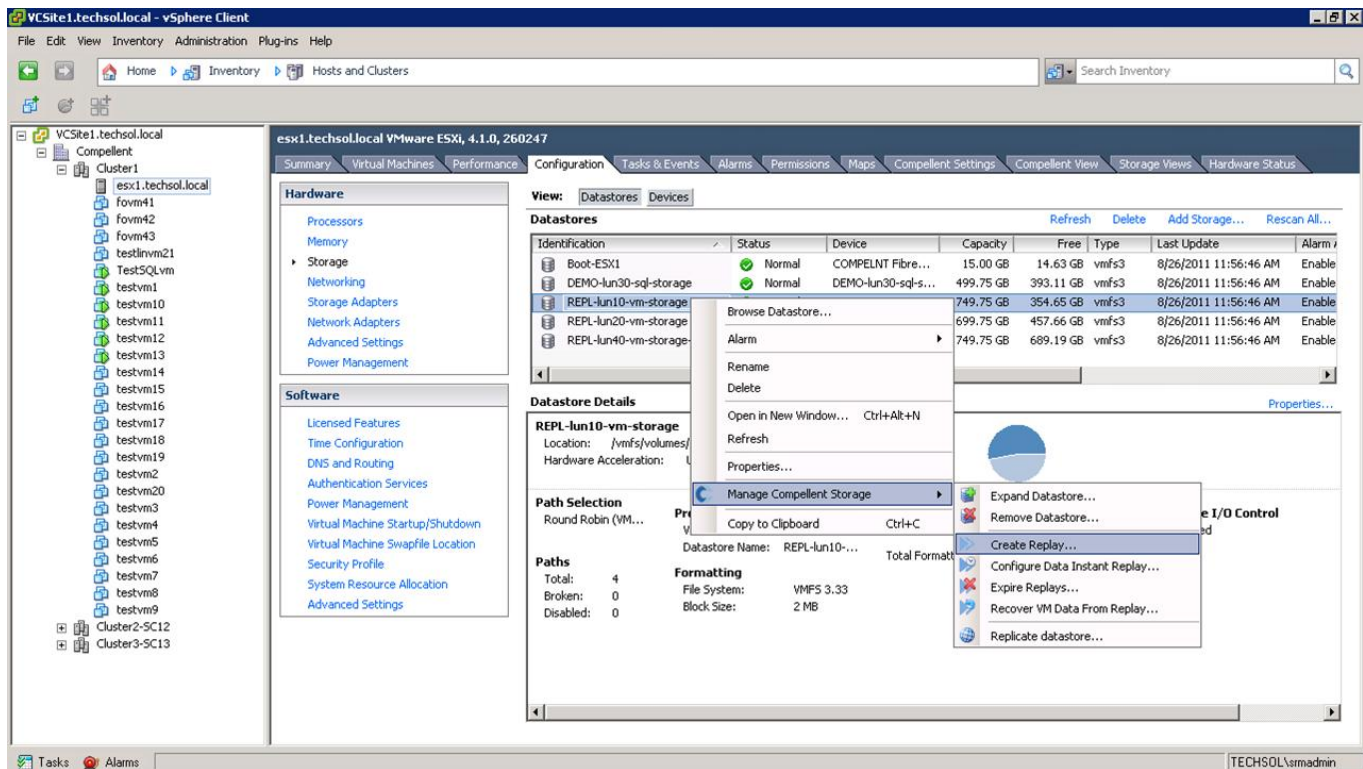 VCSite1.techsol.local - vSphere Client
File Edit View Inventory Administration Plug-ins Help
Home Inventory Hosts and Clusters
Search Inventory
VCSite1.techsol.local
Compellent
Cluster1
esx1.techsol.local
fovm41
fovm42
fovm43
testlinvm21
TestSQLvm
testvm1
testvm10
testvm11
testvm12
testvm13
testvm14
testvm15
testvm16
testvm17
testvm18
testvm19
testvm2
testvm20
testvm3
testvm4
testvm5
testvm6
testvm7
testvm8
testvm9
Cluster2-SC12
Cluster3-SC13
esx1.techsol.local VMware ESXi, 4.1.0, 260247
Summary Virtual Machines Performance Configuration Tasks & Events Alarms Permissions Maps Compellent Settings Compellent View Storage Views Hardware Status
Hardware
Processors
Memory
Storage
Networking
Storage Adapters
Network Adapters
Advanced Settings
Power Management
Software
Licensed Features
Time Configuration
DNS and Routing
Authentication Services
Power Management
Virtual Machine Startup/Shutdown
Virtual Machine Swapfile Location
Security Profile
System Resource Allocation
Advanced Settings
View: Datastores Devices
Datastores Refresh Delete Add Storage... Rescan All...
Identification Status Device Capacity Free Type Last Update Alarm
Boot-ESX1 Normal COMPELNT Fibre... 15.00 GB 14.63 GB vmfs3 8/26/2011 11:56:46 AM Enable
DEMO-lun30-sql-storage Normal DEMO-lun30-sql-s... 499.75 GB 393.11 GB vmfs3 8/26/2011 11:56:46 AM Enable
REPL-lun10-vm-storage 749.75 GB 354.65 GB vmfs3 8/26/2011 11:56:46 AM Enable
REPL-lun20-vm-storage 699.75 GB 457.66 GB vmfs3 8/26/2011 11:56:46 AM Enable
REPL-lun40-vm-storage- 749.75 GB 689.19 GB vmfs3 8/26/2011 11:56:46 AM Enable
Browse Datastore...
Alarm
Rename
Delete
Open in New Window... Ctrl+Alt+N
Refresh
Properties...
Manage Compellent Storage
Copy to Clipboard Ctrl+C
Expand Datastore...
Remove Datastore...
Create Replay...
Configure Data Instant Replay...
Expire Replays...
Recover VM Data From Replay...
Replicate datastore...
Datastore Details Properties...
REPL-lun10-vm-storage
Location: /vmfs/volumes/
Hardware Acceleration:
Path Selection
Round Robin (VM...
Paths
Total: 4
Broken: 0
Disabled: 0
Datastore Name: REPL-lun10-...
Formatting
File System: VMFS 3.33
Block Size: 2 MB
Total Formatt
e I/O Control
ed
Tasks Alarms TECHSOL\srmadmin